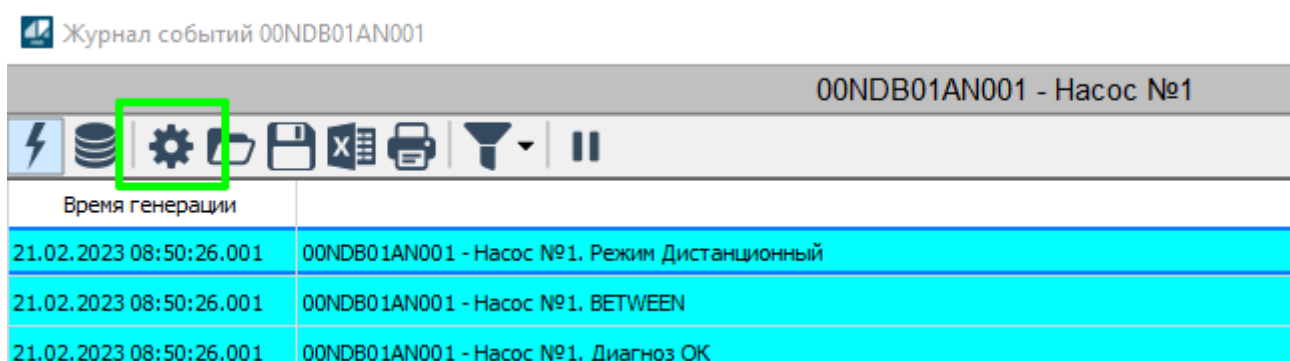 Журнал событий 00NDB01AN001
00NDB01AN001 - Насос №1
Время генерации
21.02.2023 08:50:26.001 00NDB01AN001 - Насос №1. Режим Дистанционный
21.02.2023 08:50:26.001 00NDB01AN001 - Насос №1. BETWEEN
21.02.2023 08:50:26.001 00NDB01AN001 - Насос №1. Диагноз ОК